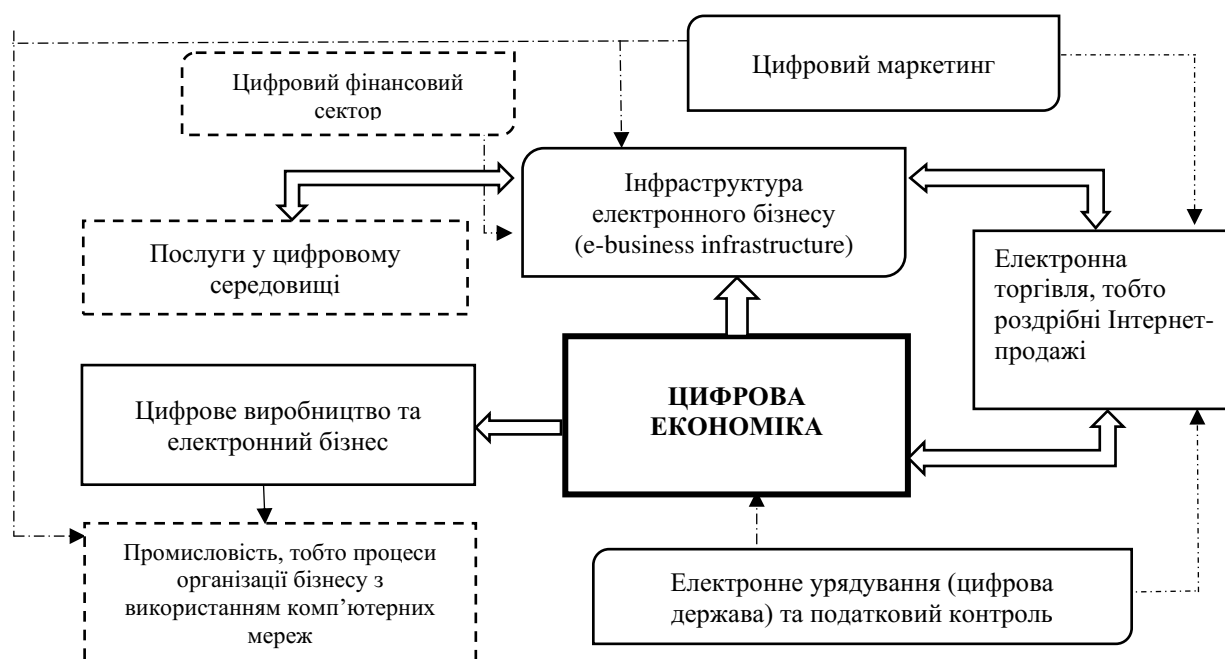 Цифровий маркетинг
Цифровий фінансовий
сектор
Інфраструктура
електронного бізнесу
(e-business infrastructure)
Послуги у цифровому
середовищі
Електронна
торгівля, тобто
роздрібні Інтернет-
продажі
ЦИФРОВА
ЕКОНОМІКА
Цифрове виробництво та
електронний бізнес
Промисловість, тобто процеси
організації бізнесу з
використанням комп’ютерних
мереж
Електронне урядування (цифрова
держава) та податковий контроль